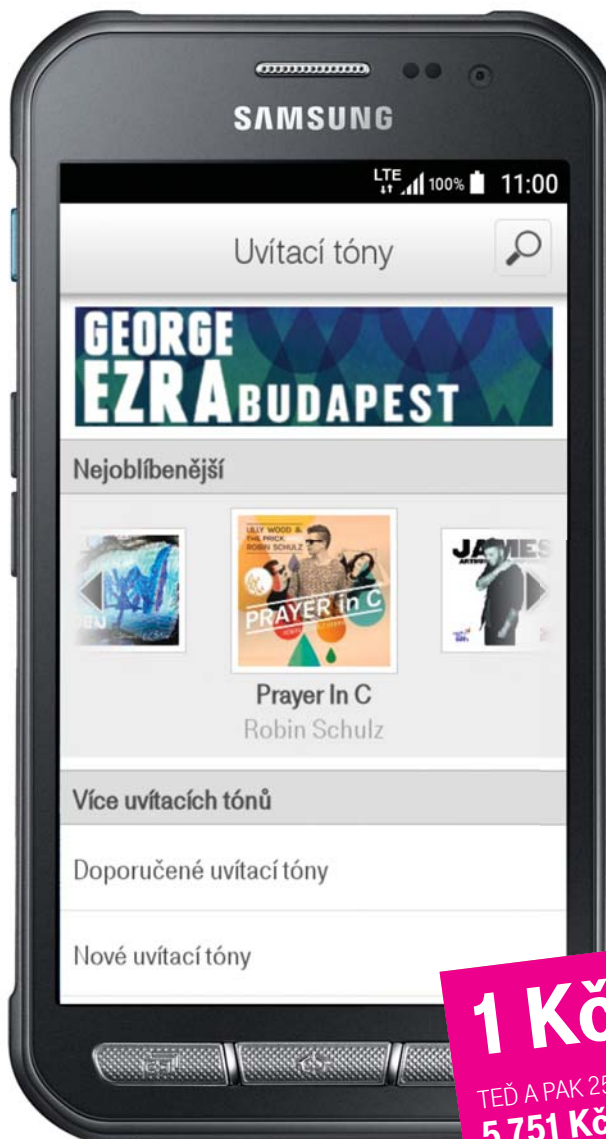 SAMSUNG
LTE 100% 11:00
Uvítací tóny
GEORGE
EZRA BUDAPEST
Nejoblíbenější
LILLY WOOD &
THE PRICK
ROBIN SCHULZ
JAMES
ARTHUR
PRAYER in C
Prayer In C
Robin Schulz
Více uvítacích tónů
Doporučené uvítací tóny
Nové uvítací tóny
1 Kč
TEĎ A PAK 25
5 751 Kč